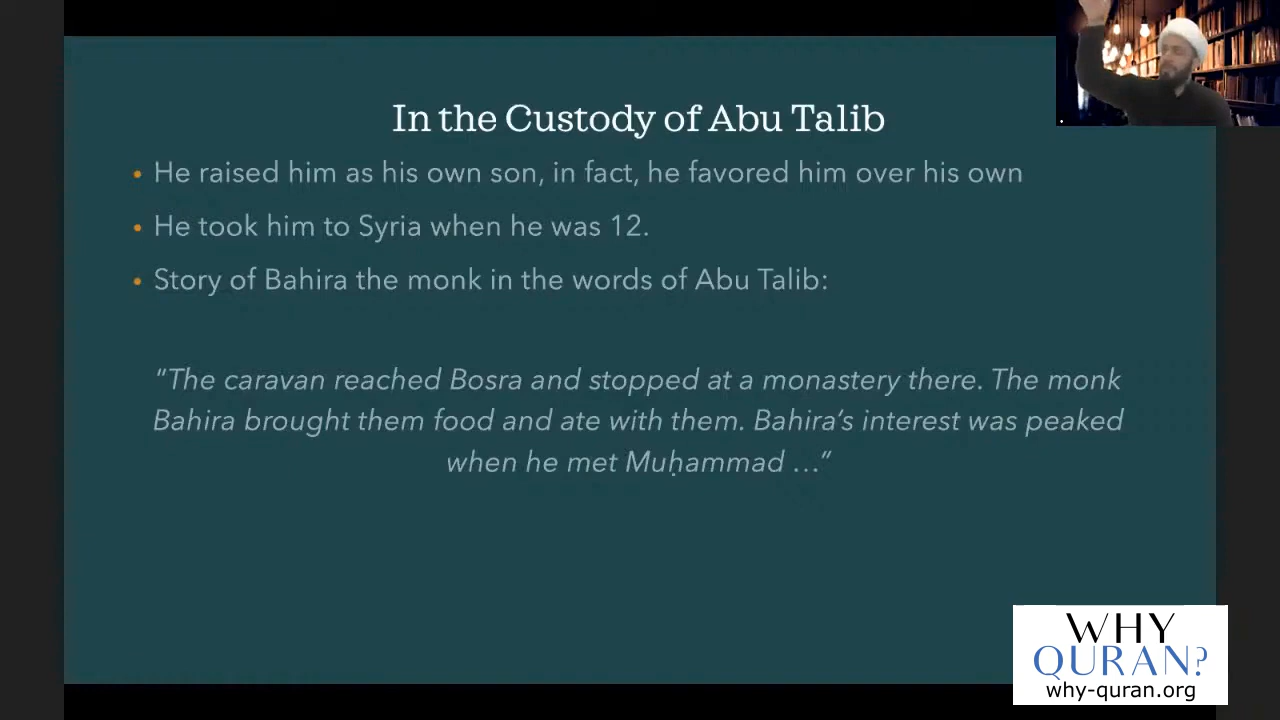 In the Custody of Abu Talib
• He raised him as his own son, in fact, he favored him over his own
• He took him to Syria when he was 12.
• Story of Bahira the monk in the words of Abu Talib:
“The caravan reached Bosra and stopped at a monastery there. The monk
Bahira brought them food and ate with them. Bahira’s interest was peaked
when he met Muḥammad …”
WHY
QURAN?
why-quran.org